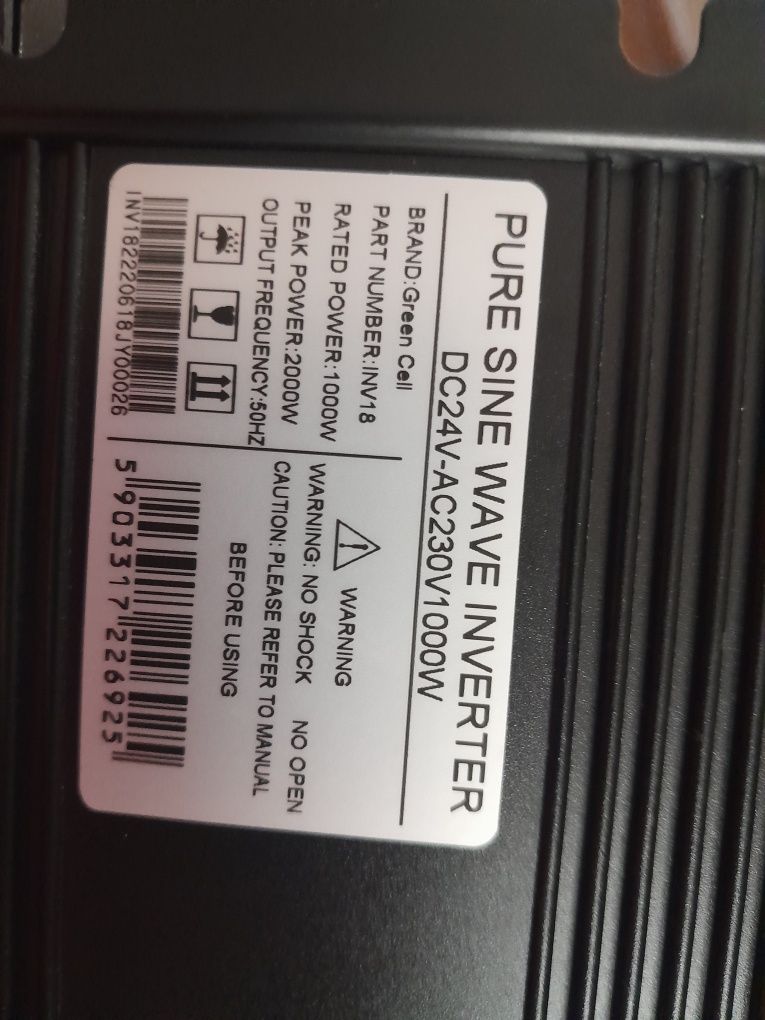 PURE SINE WAVE INVERTER
DC24V-AC230V1000W
BRAND:Green Cell
PART NUMBER:INV18
RATED POWER:1000W
PEAK POWER:2000W
OUTPUT FREQUENCY:50HZ
INV182220618JY00026
WARNING
WARNING: NO SHOCK NO OPEN
CAUTION: PLEASE REFER TO MANUAL
BEFORE USING
5 903317 226925